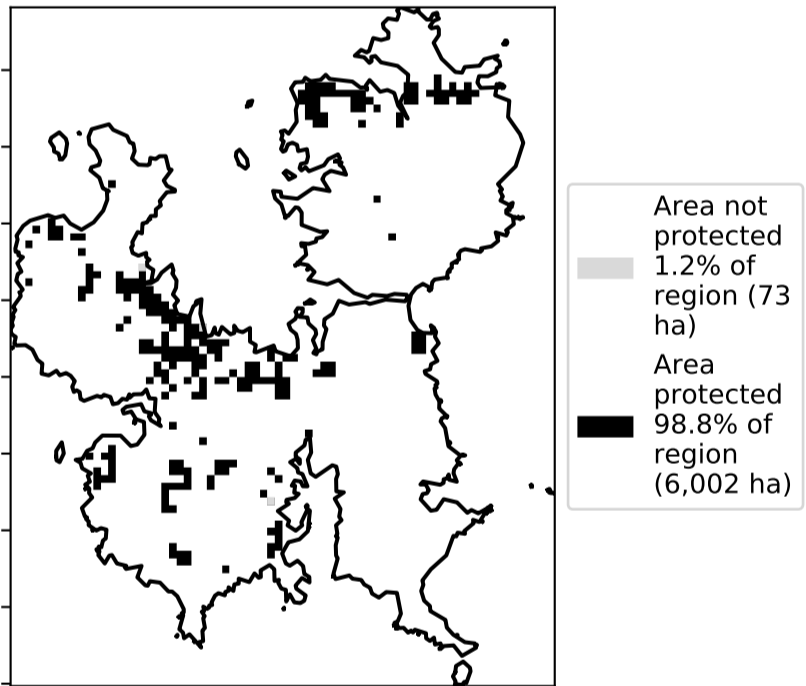 Area not
protected
1.2% of
region (73
ha)
Area
protected
98.8% of
region
(6,002 ha)